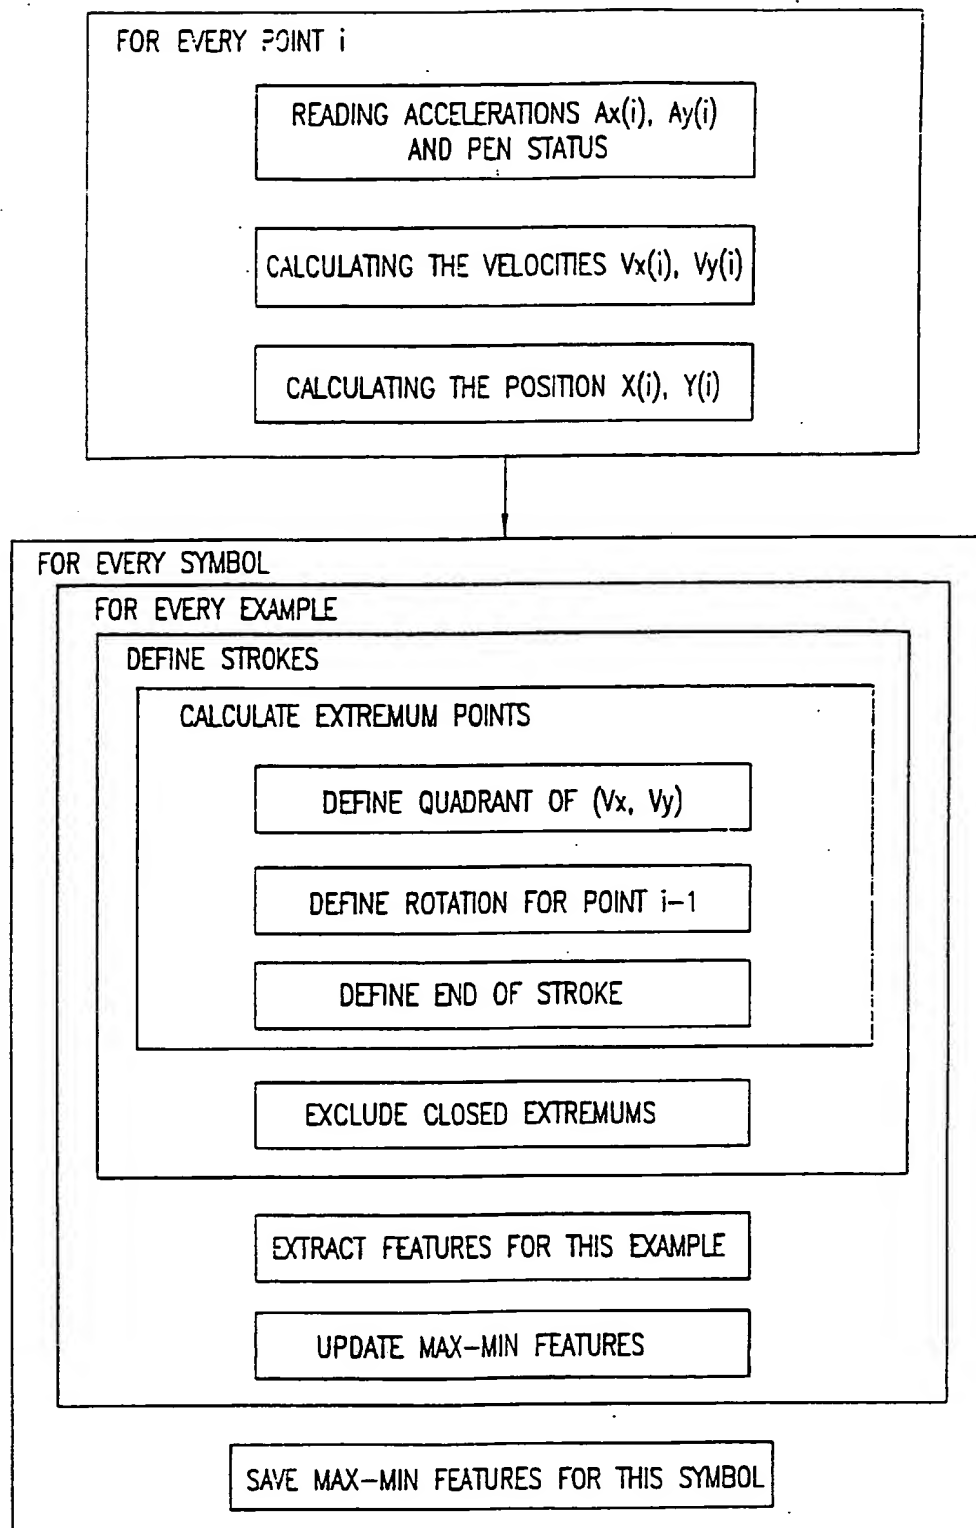 FOR EVERY POINT i
READING ACCELERATIONS Ax(i), Ay(i)
AND PEN STATUS
CALCULATING THE VELOCITIES Vx(i), Vy(i)
CALCULATING THE POSITION X(i), Y(i)
FOR EVERY SYMBOL
FOR EVERY EXAMPLE
DEFINE STROKES
CALCULATE EXTREMUM POINTS
DEFINE QUADRANT OF (Vx, Vy)
DEFINE ROTATION FOR POINT i-1
DEFINE END OF STROKE
EXCLUDE CLOSED EXTREMUMS
EXTRACT FEATURES FOR THIS EXAMPLE
UPDATE MAX-MIN FEATURES
SAVE MAX-MIN FEATURES FOR THIS SYMBOL